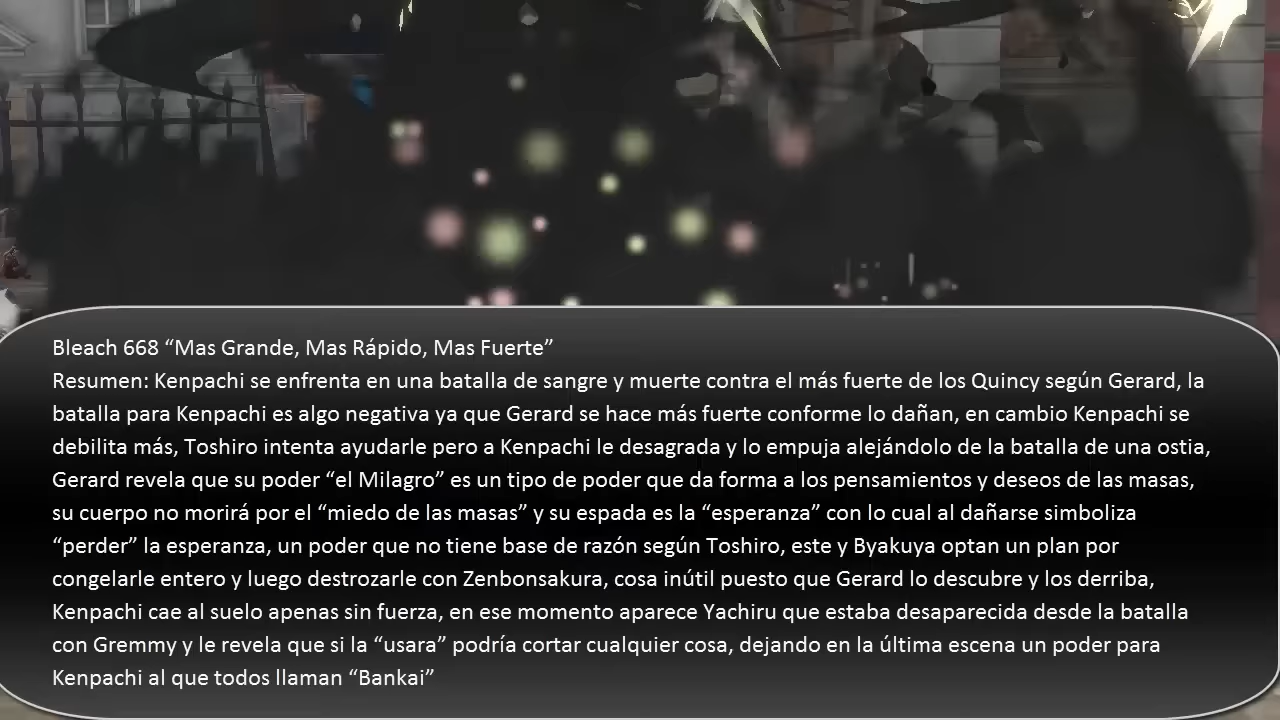 Bleach 668 “Mas Grande, Mas Rápido, Mas Fuerte”
Resumen: Kenpachi se enfrenta en una batalla de sangre y muerte contra el más fuerte de los Quincy según Gerard, la
batalla para Kenpachi es algo negativa ya que Gerard se hace más fuerte conforme lo dañan, en cambio Kenpachi se
debilita más, Toshiro intenta ayudarle pero a Kenpachi le desagrada y lo empuja alejándolo de la batalla de una ostia,
Gerard revela que su poder “el Milagro” es un tipo de poder que da forma a los pensamientos y deseos de las masas,
su cuerpo no morirá por el “miedo de las masas” y su espada es la “esperanza” con lo cual al dañarse simboliza
“perder” la esperanza, un poder que no tiene base de razón según Toshiro, este y Byakuya optan un plan por
congelarle entero y luego destrozarle con Zenbonsakura, cosa inútil puesto que Gerard lo descubre y los derriba,
Kenpachi cae al suelo apenas sin fuerza, en ese momento aparece Yachiru que estaba desaparecida desde la batalla
con Gremmy y le revela que si la “usara” podría cortar cualquier cosa, dejando en la última escena un poder para
Kenpachi al que todos llaman “Bankai”